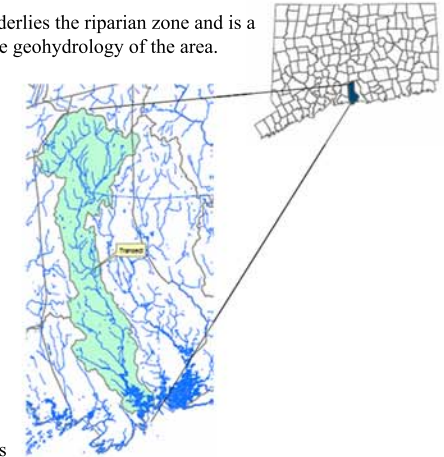 derlies the riparian zone and is a
e geohydrology of the area.
Transect
s